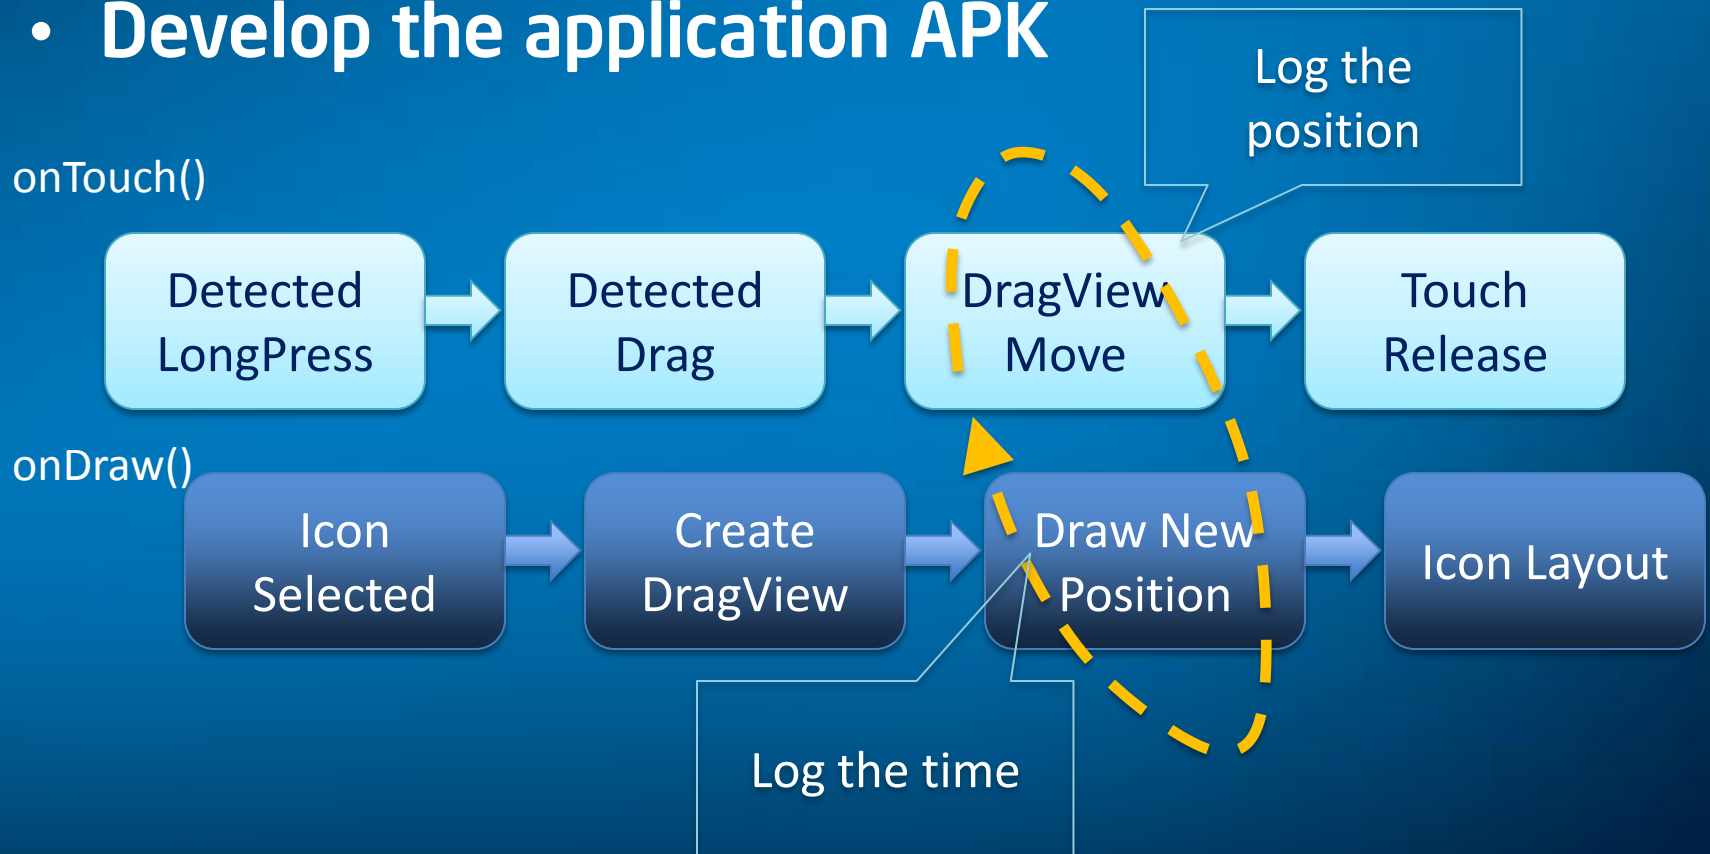 • Develop the application APK
Log the
position
onTouch()
Detected
LongPress
Detected
Drag
DragView
Move
Touch
Release
onDraw()
Icon
Selected
Create
DragView
Draw New
Position
Icon Layout
Log the time